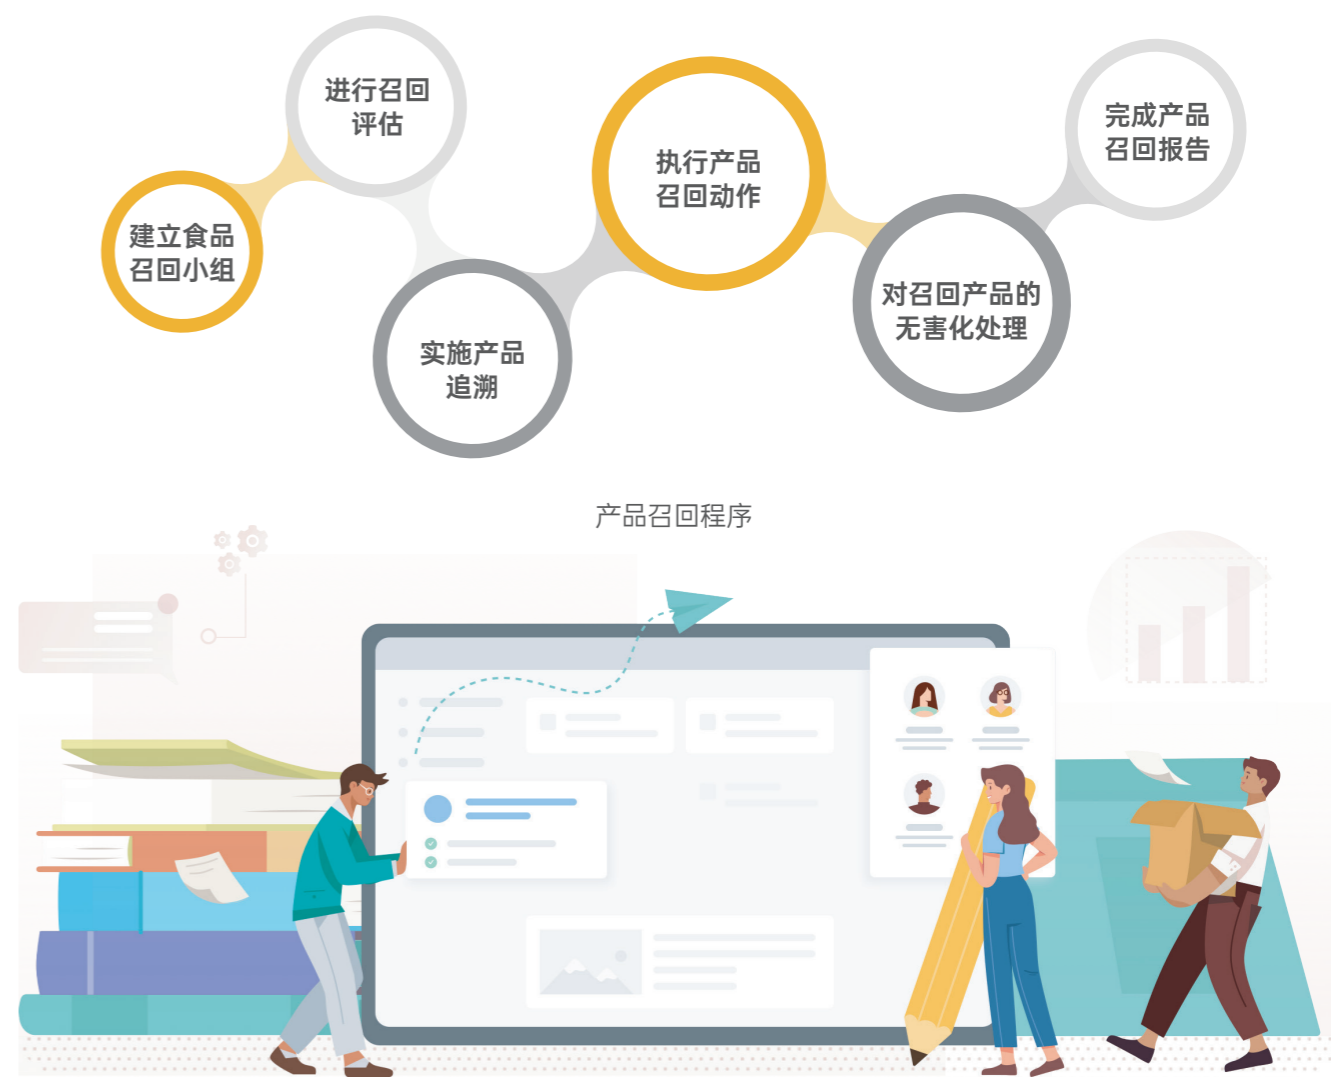 建立食品
召回小组
进行召回
评估
实施产品
追溯
执行产品
召回动作
对召回产品的
无害化处理
完成产品
召回报告
产品召回程序